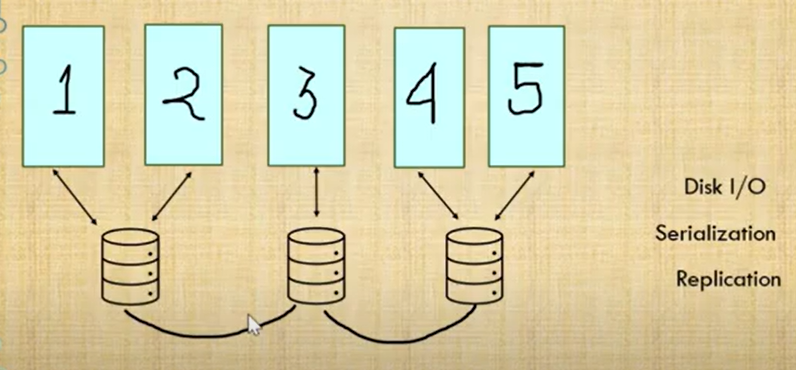 1 2 3 4 5
Disk I/O
Serialization
Replication